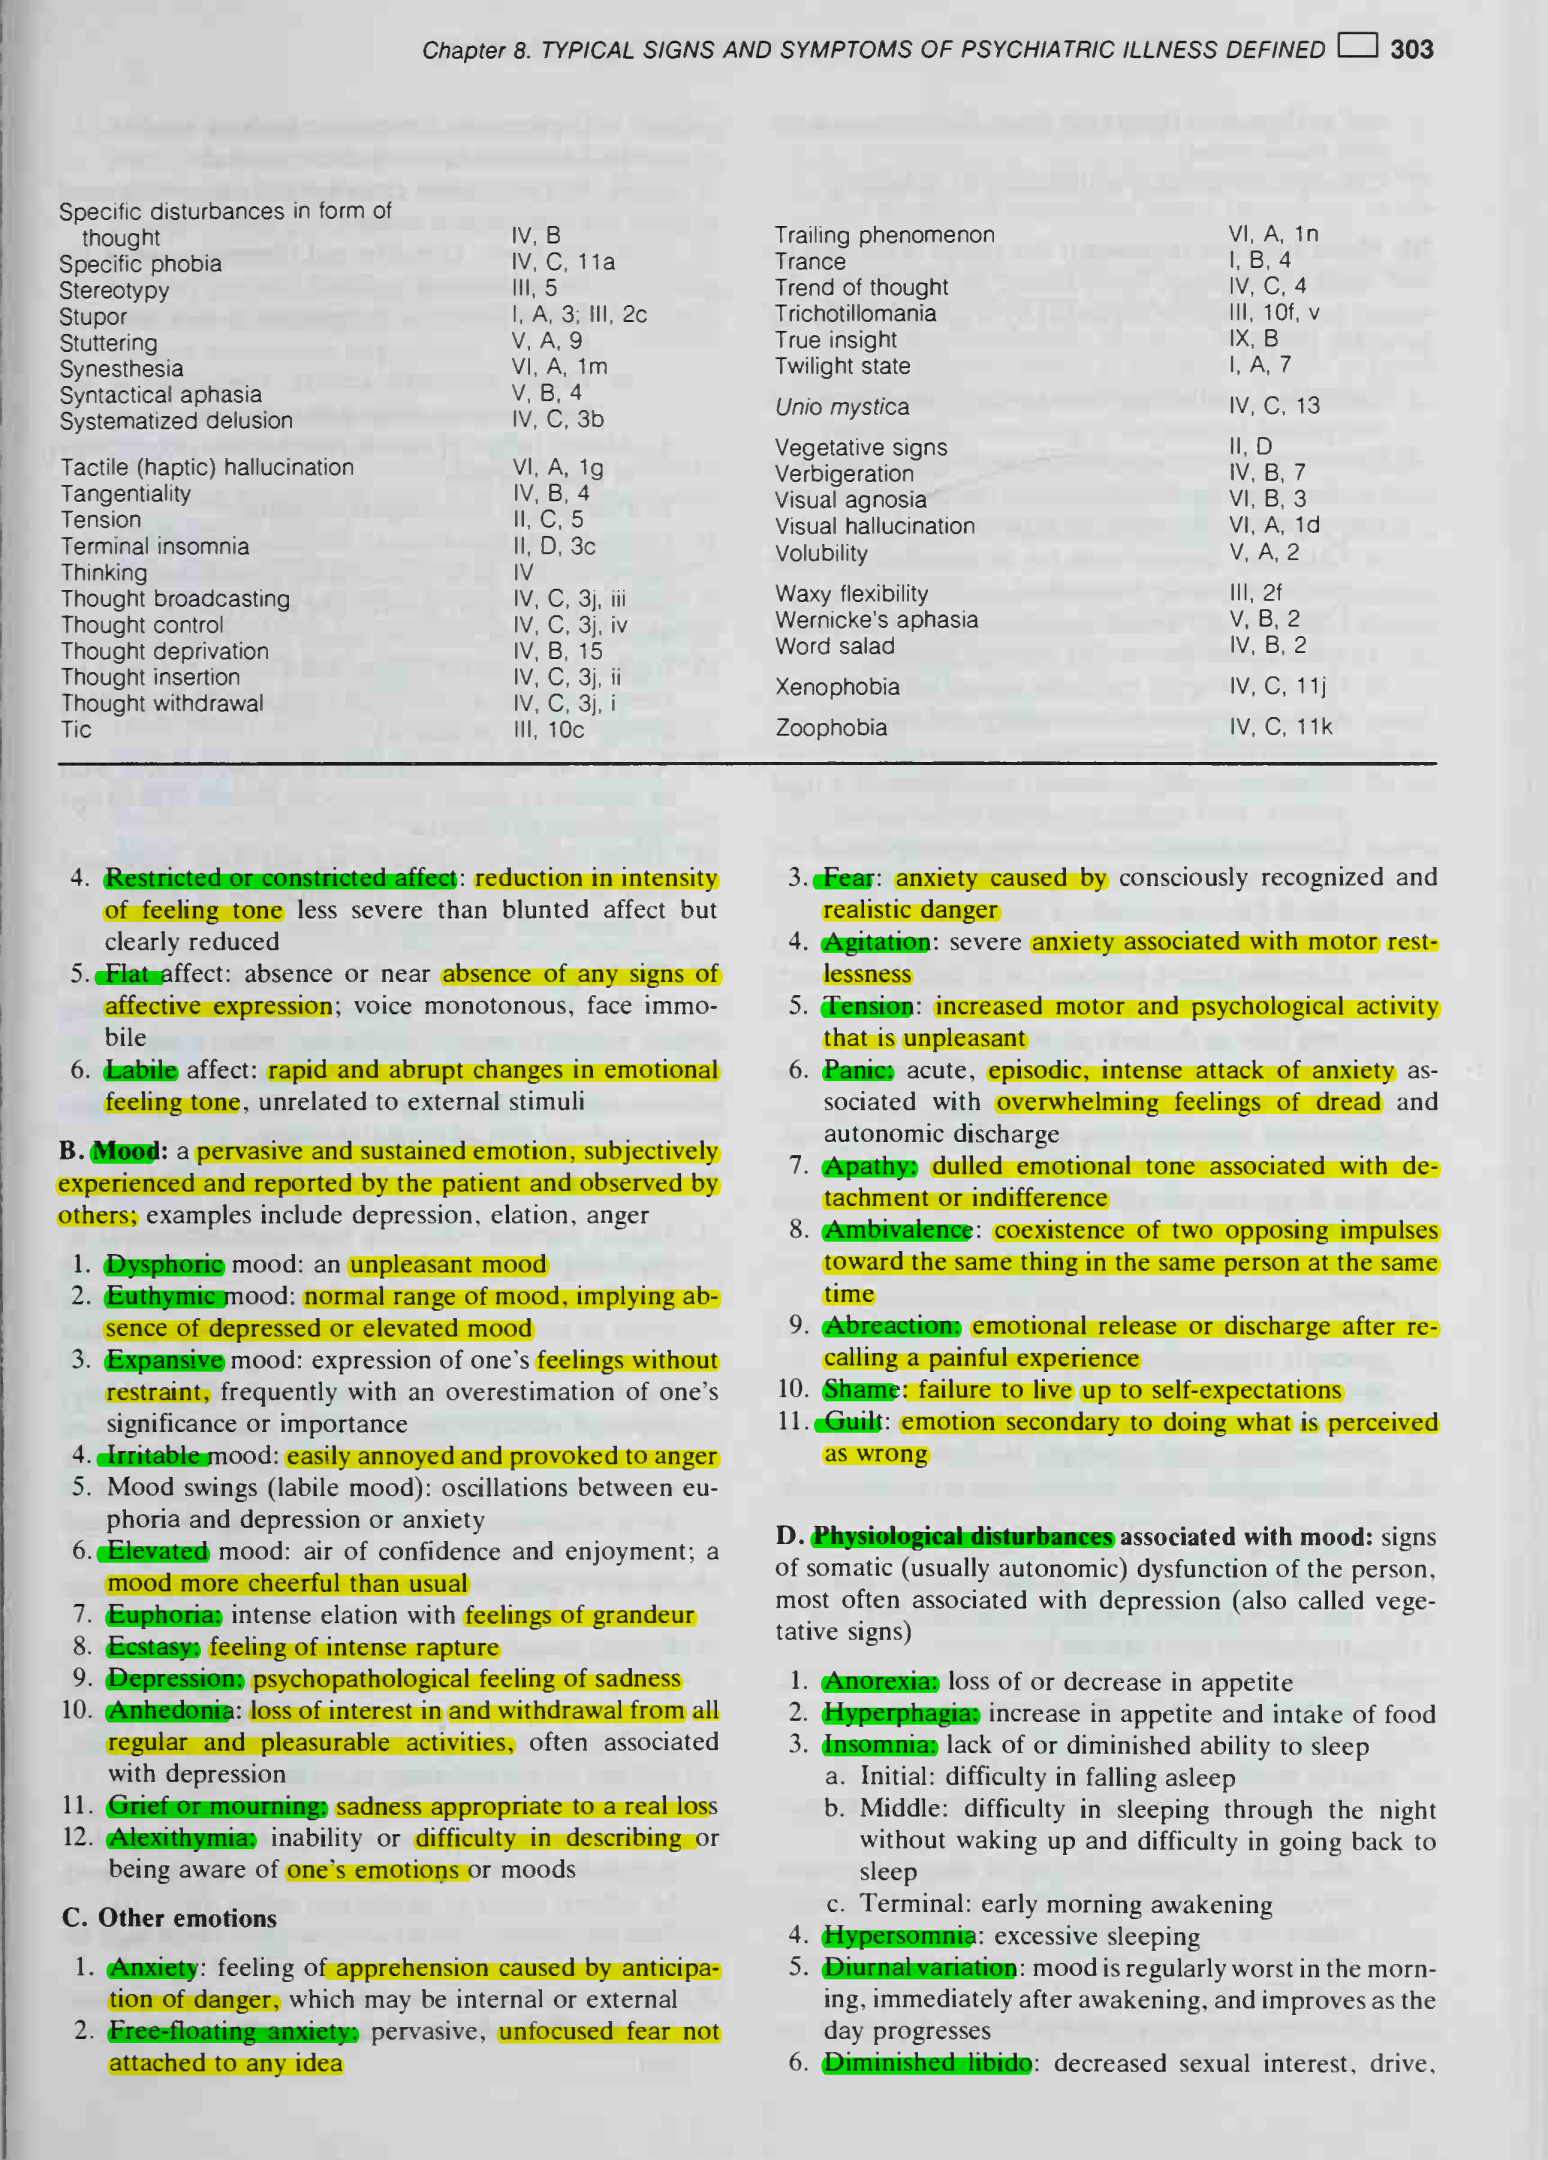 Chapter 8. TYPICAL SIGNS AND SYMPTOMS OF PSYCHIATRIC ILLNESS DEFINED 303
Specific disturbances in form of
thought IV, B
Specific phobia IV, C, 11a
Stereotypy III, 5
Stupor I, A, 3; III, 2c
Stuttering V, A, 9
Synesthesia VI, A, 1m
Syntactical aphasia V, B, 4
Systematized delusion IV, C, 3b
Tactile (haptic) hallucination VI, A, 1g
Tangentiality IV, B, 4
Tension II, C, 5
Terminal insomnia II, D, 3c
Thinking IV
Thought broadcasting IV, C, 3j, iii
Thought control IV, C, 3j, iv
Thought deprivation IV, B, 15
Thought insertion IV, C, 3j, ii
Thought withdrawal IV, C, 3j, i
Tic III, 10c
Trailing phenomenon VI, A, 1n
Trance I, B, 4
Trend of thought IV, C, 4
Trichotillomania III, 10f, v
True insight IX, B
Twilight state I, A, 7
Unio mystica IV, C, 13
Vegetative signs II, D
Verbigeration IV, B, 7
Visual agnosia VI, B, 3
Visual hallucination VI, A, 1d
Volubility V, A, 2
Waxy flexibility III, 2f
Wernicke's aphasia V, B, 2
Word salad IV, B, 2
Xenophobia IV, C, 11j
Zoophobia IV, C, 11k
4. Restricted or constricted affect: reduction in intensity
of feeling tone less severe than blunted affect but
clearly reduced
5. Flat affect: absence or near absence of any signs of
affective expression; voice monotonous, face immo-
bile
6. Labile affect: rapid and abrupt changes in emotional
feeling tone, unrelated to external stimuli
B. Mood: a pervasive and sustained emotion, subjectively
experienced and reported by the patient and observed by
others; examples include depression, elation, anger
1. Dysphoric mood: an unpleasant mood
2. Euthymic mood: normal range of mood, implying ab-
sence of depressed or elevated mood
3. Expansive mood: expression of one's feelings without
restraint, frequently with an overestimation of one's
significance or importance
4. Irritable mood: easily annoyed and provoked to anger
5. Mood swings (labile mood): oscillations between eu-
phoria and depression or anxiety
6. Elevated mood: air of confidence and enjoyment; a
mood more cheerful than usual
7. Euphoria: intense elation with feelings of grandeur
8. Ecstasy: feeling of intense rapture
9. Depression: psychopathological feeling of sadness
10. Anhedonia: loss of interest in and withdrawal from all
regular and pleasurable activities, often associated
with depression
11. Grief or mourning: sadness appropriate to a real loss
12. Alexithymia: inability or difficulty in describing or
being aware of one's emotions or moods
C. Other emotions
1. Anxiety: feeling of apprehension caused by anticipa-
tion of danger, which may be internal or external
2. Free-floating anxiety: pervasive, unfocused fear not
attached to any idea
3. Fear: anxiety caused by consciously recognized and
realistic danger
4. Agitation: severe anxiety associated with motor rest-
lessness
5. Tension: increased motor and psychological activity
that is unpleasant
6. Panic: acute, episodic, intense attack of anxiety as-
sociated with overwhelming feelings of dread and
autonomic discharge
7. Apathy: dulled emotional tone associated with de-
tachment or indifference
8. Ambivalence: coexistence of two opposing impulses
toward the same thing in the same person at the same
time
9. Abreaction: emotional release or discharge after re-
calling a painful experience
10. Shame: failure to live up to self-expectations
11. Guilt: emotion secondary to doing what is perceived
as wrong
D. Physiological disturbances associated with mood: signs
of somatic (usually autonomic) dysfunction of the person,
most often associated with depression (also called vege-
tative signs)
1. Anorexia: loss of or decrease in appetite
2. Hyperphagia: increase in appetite and intake of food
3. Insomnia: lack of or diminished ability to sleep
a. Initial: difficulty in falling asleep
b. Middle: difficulty in sleeping through the night
without waking up and difficulty in going back to
sleep
c. Terminal: early morning awakening
4. Hypersomnia: excessive sleeping
5. Diurnal variation: mood is regularly worst in the morn-
ing, immediately after awakening, and improves as the
day progresses
6. Diminished libido: decreased sexual interest, drive,